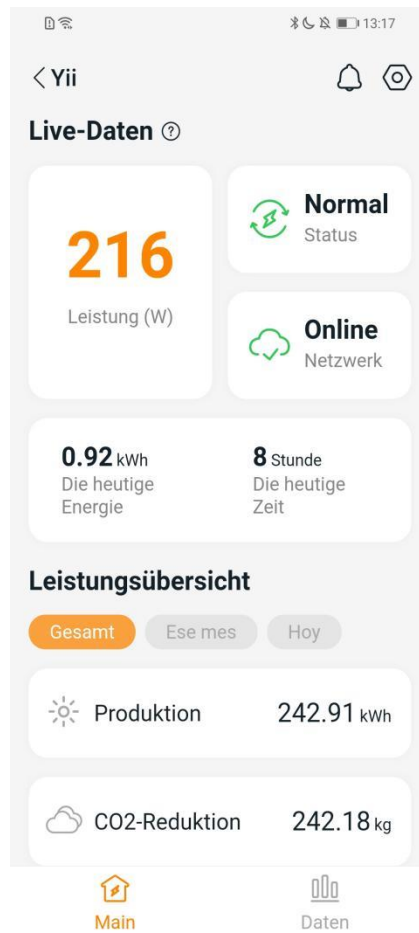 13:17
Yii
Live-Daten ?
216
Leistung (W)
Normal
Status
Online
Netzwerk
0.92 kWh
Die heutige
Energie
8 Stunde
Die heutige
Zeit
Leistungsübersicht
Gesamt
Ese mes
Hoy
Produktion
242.91 kWh
CO2-Reduktion
242.18 kg
Main
Daten